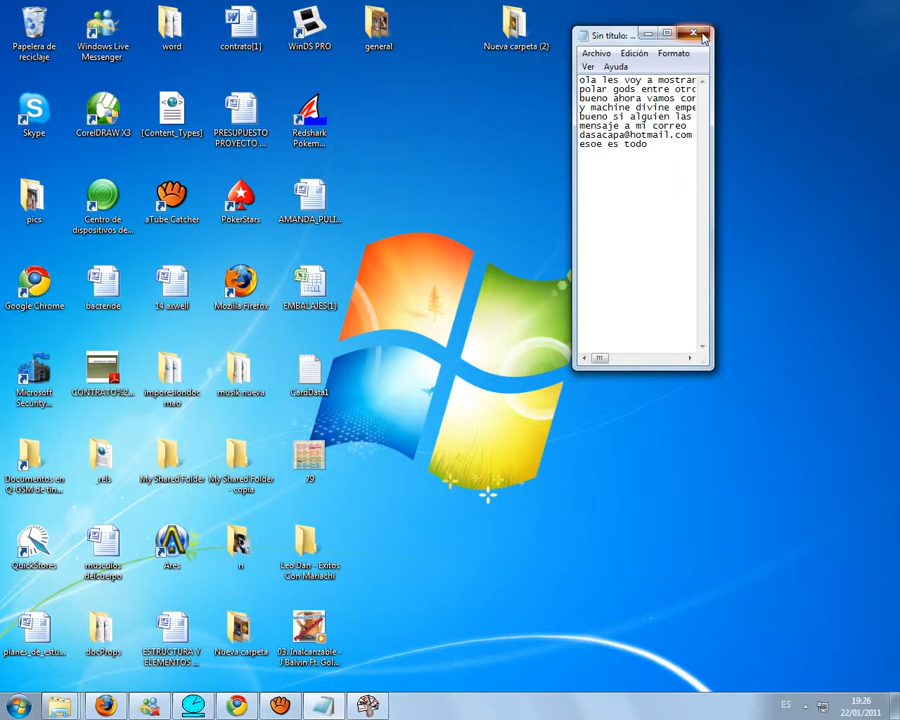 Papelera de reciclaje
Windows Live Messenger
word
contrato[1]
WinDS PRO
general
Nueva carpeta (2)
Skype
CorelDRAW X3
[Content_Types]
PRESUPUESTO PROYECTO ...
Redshark Pokem...
pics
Centro de dispositivos de...
aTube Catcher
PokerStars
AMANDA_PULI...
Google Chrome
bacteride
14 axwell
Mozilla Firefox
EMBALAJES(1)
Microsoft Security...
imporesiondoc mao
musik nueva
CardData1
Documentos en Q-GSM de tin...
_rels
My Shared Folder
My Shared Folder - copia
79
QuickStores
musculos delcuerpo
Ares
n
Leo Dan - Exitos Con Mariachi
planes_de_estu...
docProps
ESTRUCTURA Y ELEMENTOS ...
Nueva carpeta
03. Inalcanzable - J Balvin Ft. Gol...
Sin título: ...
Archivo Edición Formato
Ver Ayuda
ola les voy a mostrar
polar gods entre otro
bueno ahora vamos con
y machine divine empe
bueno si alguien las
mensaje a mi correo
dasacapa@hotmail.com
esoe es todo
ES
19:26
22/01/2011